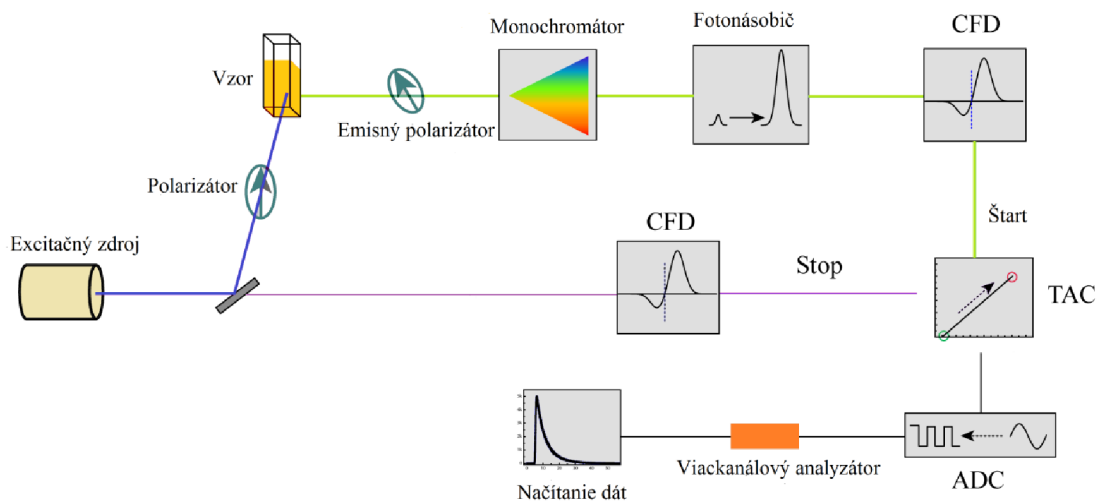 Monochromátor
Fotonásobič
CFD
Vzor
Emisný polarizátor
Polarizátor
Štart
Excitačný zdroj
CFD
Stop
TAC
Viackanálový analyzátor
ADC
Načítanie dát